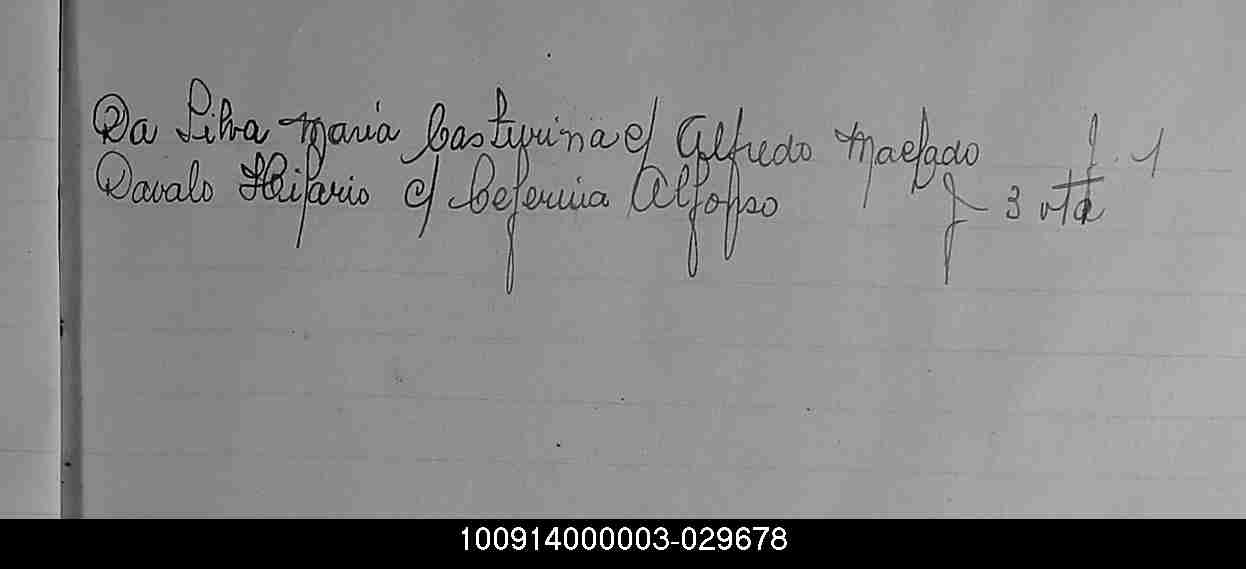 Da Silva Maria Casturina c/ Alfredo Machado f. 1
Davalo Hilario c/ Ceferina Alfonso f 3 vta
100914000003-029678